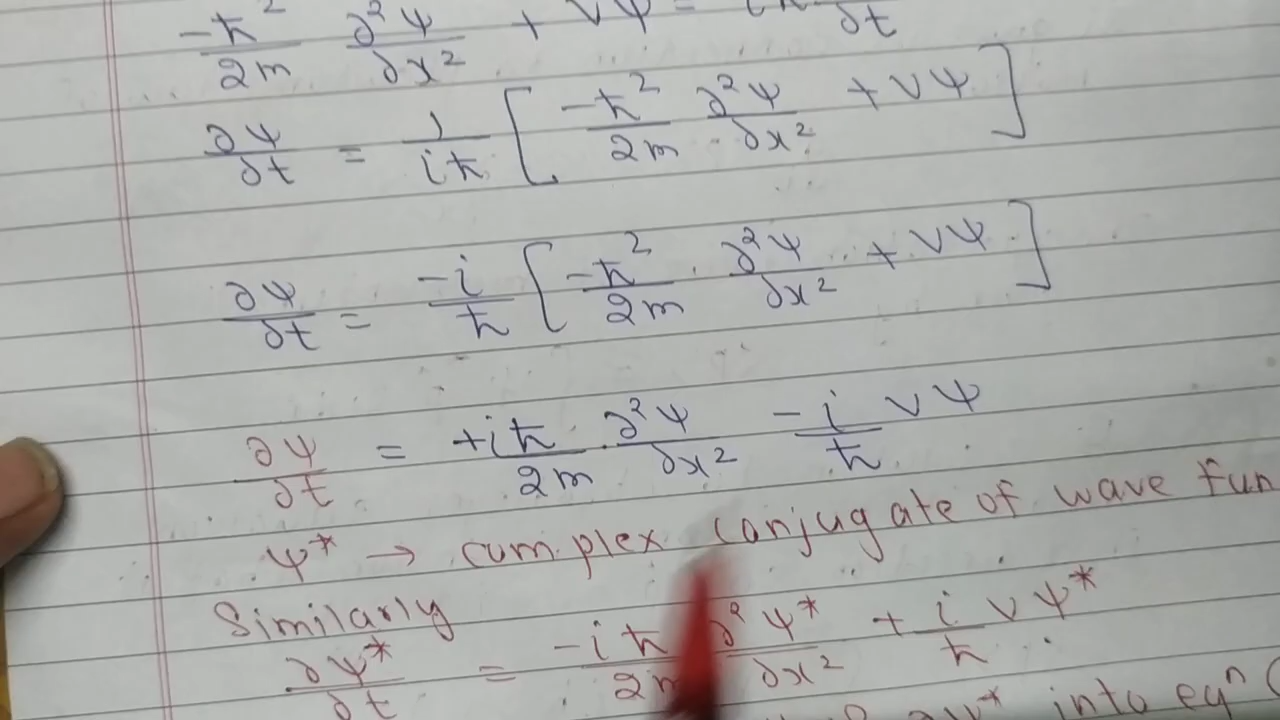 -ħ²/2m ∂²ψ/∂x² + Vψ = iħ /∂t
∂ψ/∂t = 1/iħ [ -ħ²/2m ∂²ψ/∂x² + Vψ ]
∂ψ/∂t = -i/ħ [ -ħ²/2m ∂²ψ/∂x² + Vψ ]
∂ψ/∂t = +iħ/2m ∂²ψ/∂x² - i/ħ Vψ
ψ* → complex conjugate of wave fun
Similarly
∂ψ*/∂t = -iħ/2m ∂²ψ*/∂x² + i/ħ Vψ*
into eqⁿ (